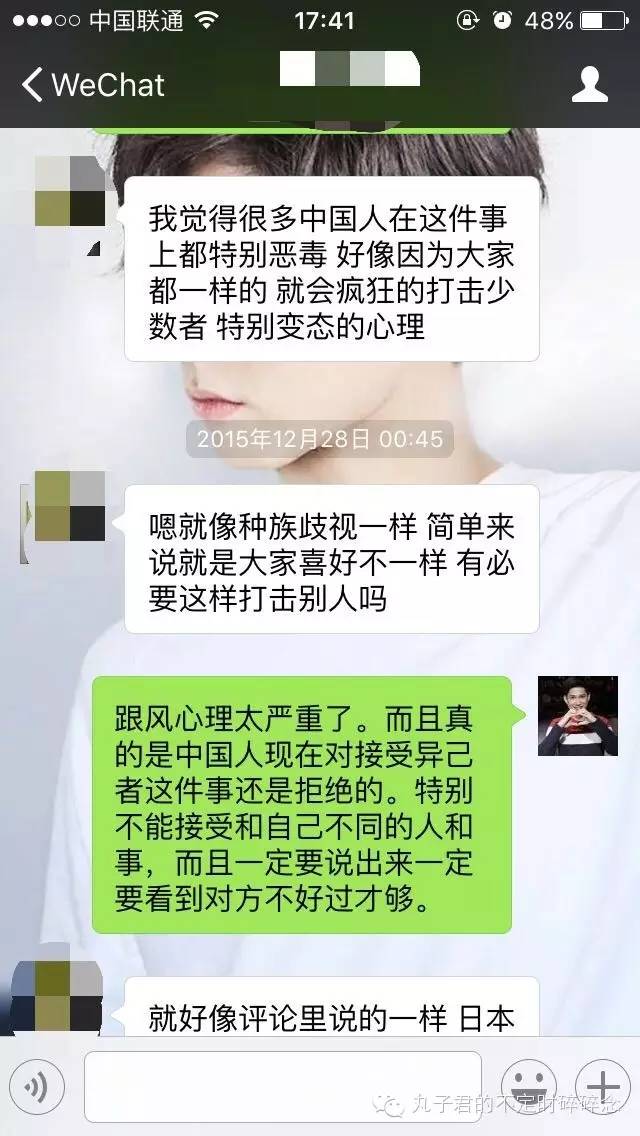 中国联通
17:41
48%
WeChat
我觉得很多中国人在这件事
上都特别恶毒 好像因为大家
都一样的 就会疯狂的打击少
数者 特别变态的心理
2015年12月28日 00:45
嗯就像种族歧视一样 简单来
说就是大家喜好不一样 有必
要这样打击别人吗
跟风心理太严重了。而且真
的是中国人现在对接受异己
者这件事还是拒绝的。特别
不能接受和自己不同的人和
事，而且一定要说出来一定
要看到对方不好过才够。
就好像评论里说的一样 日本
丸子君的不定时碎碎念